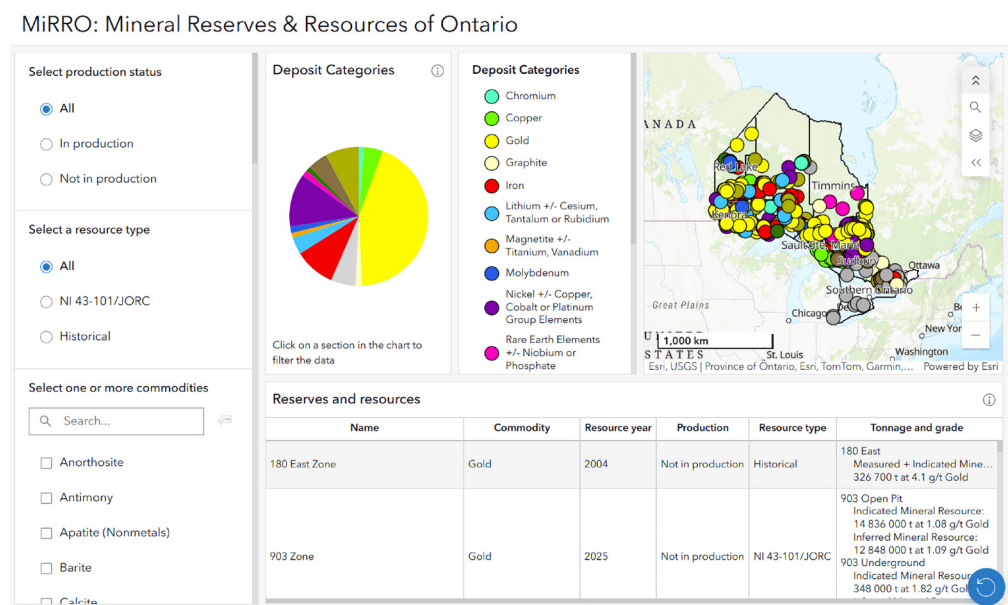 MiRRO: Mineral Reserves & Resources of Ontario
Select production status
All
In production
Not in production
Select a resource type
All
NI 43-101/JORC
Historical
Select one or more commodities
Search...
Anorthosite
Antimony
Apatite (Nonmetals)
Barite
Calcite
Deposit Categories
Click on a section in the chart to
filter the data
Deposit Categories
Chromium
Copper
Gold
Graphite
Iron
Lithium +/- Cesium,
Tantalum or Rubidium
Magnetite +/-
Titanium, Vanadium
Molybdenum
Nickel +/- Copper,
Cobalt or Platinum
Group Elements
Rare Earth Elements
+/- Niobium or
Phosphate
ANADA
Red Lake
Timmins
Kenora
Sault Ste. Marie
Sudbury
Ottawa
Southern Ontario
Great Plains
Chicago
De
B
New Yor
U
STATES
1,000 km
St. Louis
Washington
Esri, USGS | Province of Ontario, Esri, TomTom, Garmin,...
Powered by Esri
Reserves and resources
Name
Commodity
Resource year
Production
Resource type
Tonnage and grade
180 East Zone
Gold
2004
Not in production
Historical
180 East
Measured + Indicated Mine...
326 700 t at 4.1 g/t Gold
903 Zone
Gold
2025
Not in production
NI 43-101/JORC
903 Open Pit
Indicated Mineral Resource:
14 836 000 t at 1.08 g/t Gold
Inferred Mineral Resource:
12 848 000 t at 1.09 g/t Gold
903 Underground
Indicated Mineral Resour
348 000 t at 1.82 g/t Gol